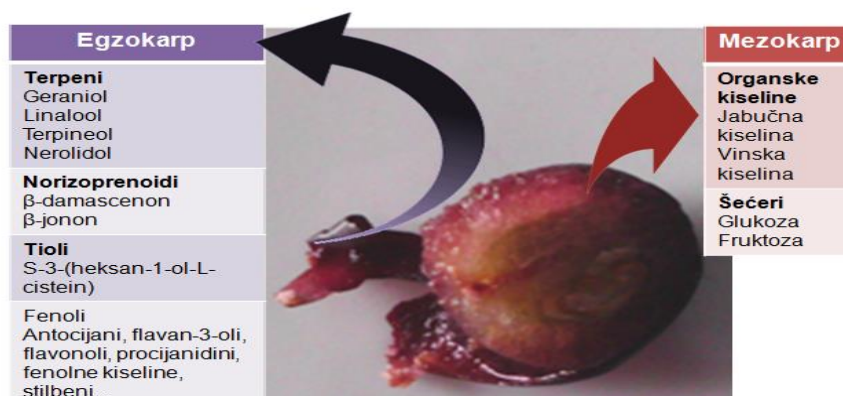 Egzokarp
Terpeni
Geraniol
Linalool
Terpineol
Nerolidol
Norizoprenoidi
β-damascenon
β-jonon
Tioli
S-3-(heksan-1-ol-L-
cistein)
Fenoli
Antocijani, flavan-3-oli,
flavonoli, procijanidini,
fenolne kiseline,
stilbeni
Mezokarp
Organske
kiseline
Jabučna
kiselina
Vinska
kiselina
Šećeri
Glukoza
Fruktoza